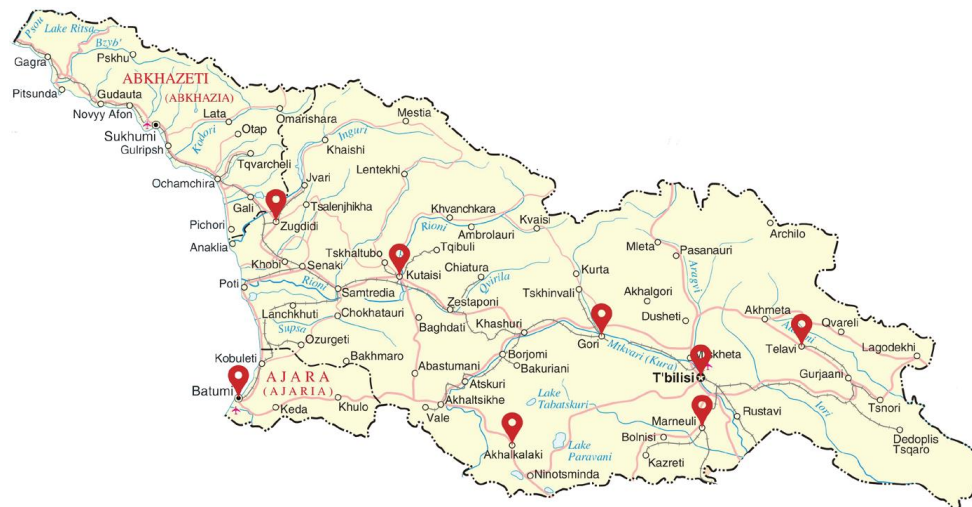 Psou
Lake Ritsa
Bzyb'
Pskhu
Gagra
ABKHAZETI
(ABKHAZIA)
Pitsunda
Gudauta
Novyy Afon
Lata
omarishara
Mestia
Sukhumi
Kodori
Otap
Inguri
Gulripsh
Khaishi
Tqvarcheli
Lentekhi
Ochamchira
Jvari
Gali
Tsalenjhikha
Khvanchkara
Kvaisi
Pichori
Zugdidi
Rioni
Ambrolauri
Archilo
Anaklia
Mleta
Pasanauri
Tskhaltubo
Tqibuli
Khobi
Senaki
Kutaisi
Chiatura
Kurta
Aragvi
Poti
Rioni
Samtredia
Qvirila
Tskhinvali
Akhalgori
Lanchkhuti
Chokhatauri
Zestaponi
Dusheti
Akhmeta
Supsa
Baghdati
Khashuri
Qvareli
Ozurgeti
Gori
Mtkvari (Kura)
Telavi
Lagodekhi
Kobuleti
Bakhmaro
Borjomi
Bakuriani
AJARA
(AJARIA)
Abastumani
Atskuri
T'bilisi
Gurjaani
Batumi
Keda
Khulo
Akhaltsikhe
Vale
Lake
Tabatskuri
Marneuli
Rustavi
Iori
Tsnori
Bolnisi
Dedoplis
Tsqaro
Akhalkalaki
Lake
Paravani
Kazreti
Ninotsminda